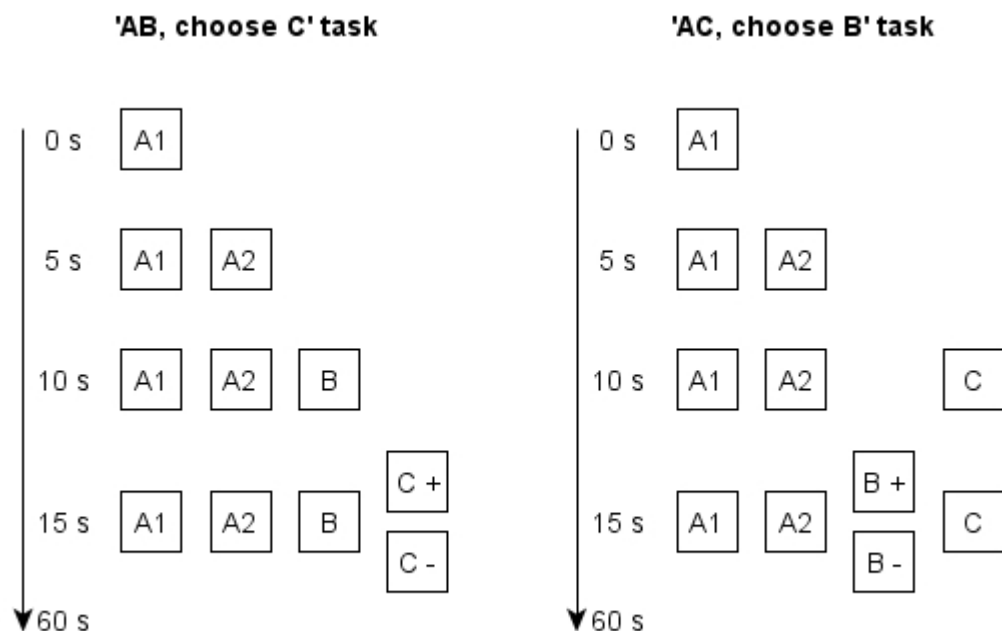 'AB, choose C' task
0 s A1
5 s A1 A2
10 s A1 A2 B
C +
15 s A1 A2 B
C -
60 s
'AC, choose B' task
0 s A1
5 s A1 A2
10 s A1 A2 C
B +
15 s A1 A2 C
B -
60 s